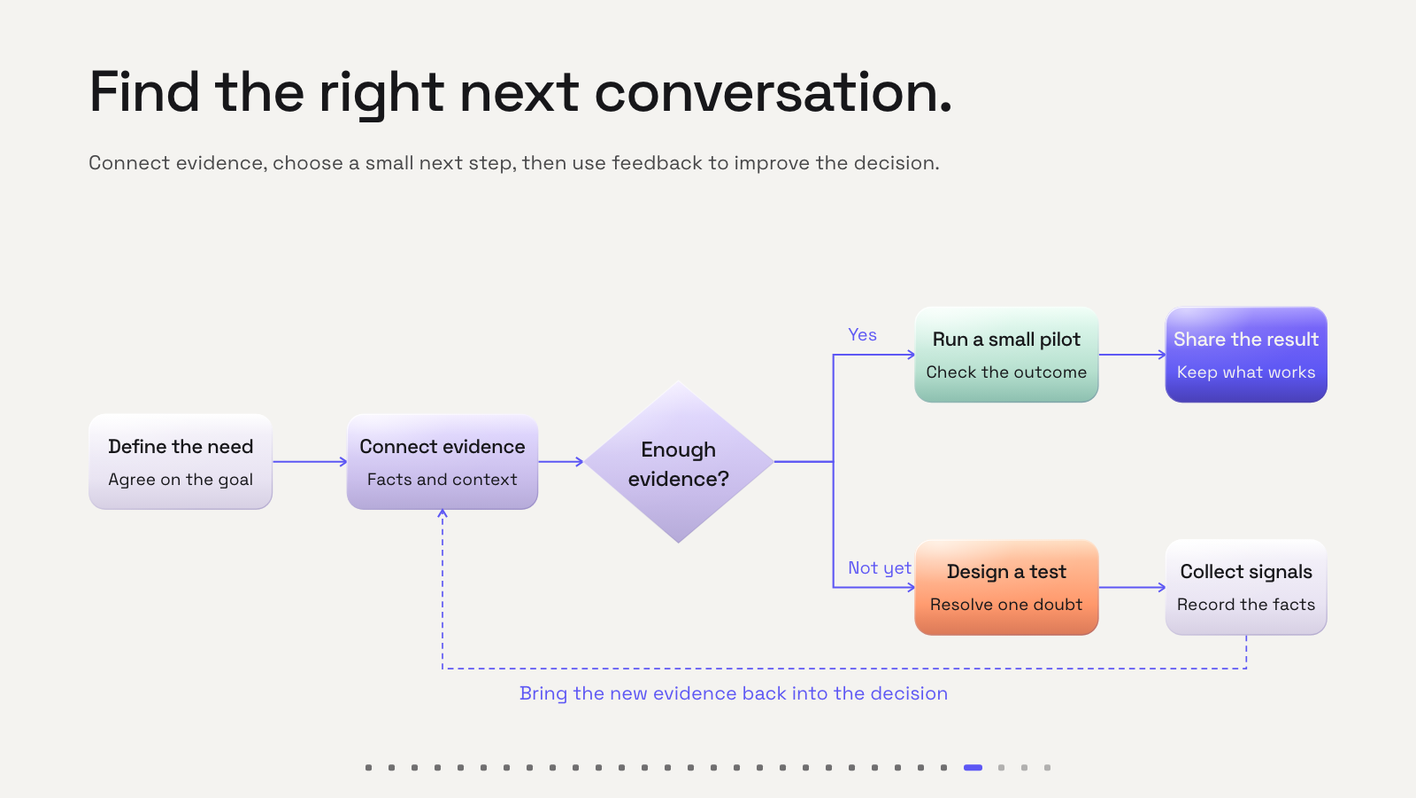 Find the right next conversation.
Connect evidence, choose a small next step, then use feedback to improve the decision.
Define the need
Agree on the goal
Connect evidence
Facts and context
Enough
evidence?
Yes
Run a small pilot
Check the outcome
Share the result
Keep what works
Not yet
Design a test
Resolve one doubt
Collect signals
Record the facts
Bring the new evidence back into the decision